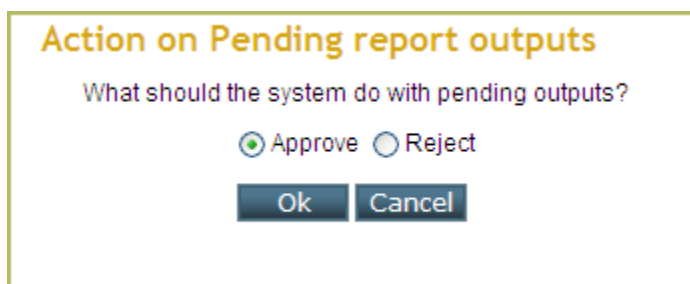 Action on Pending report outputs
What should the system do with pending outputs?
Approve Reject
Ok Cancel